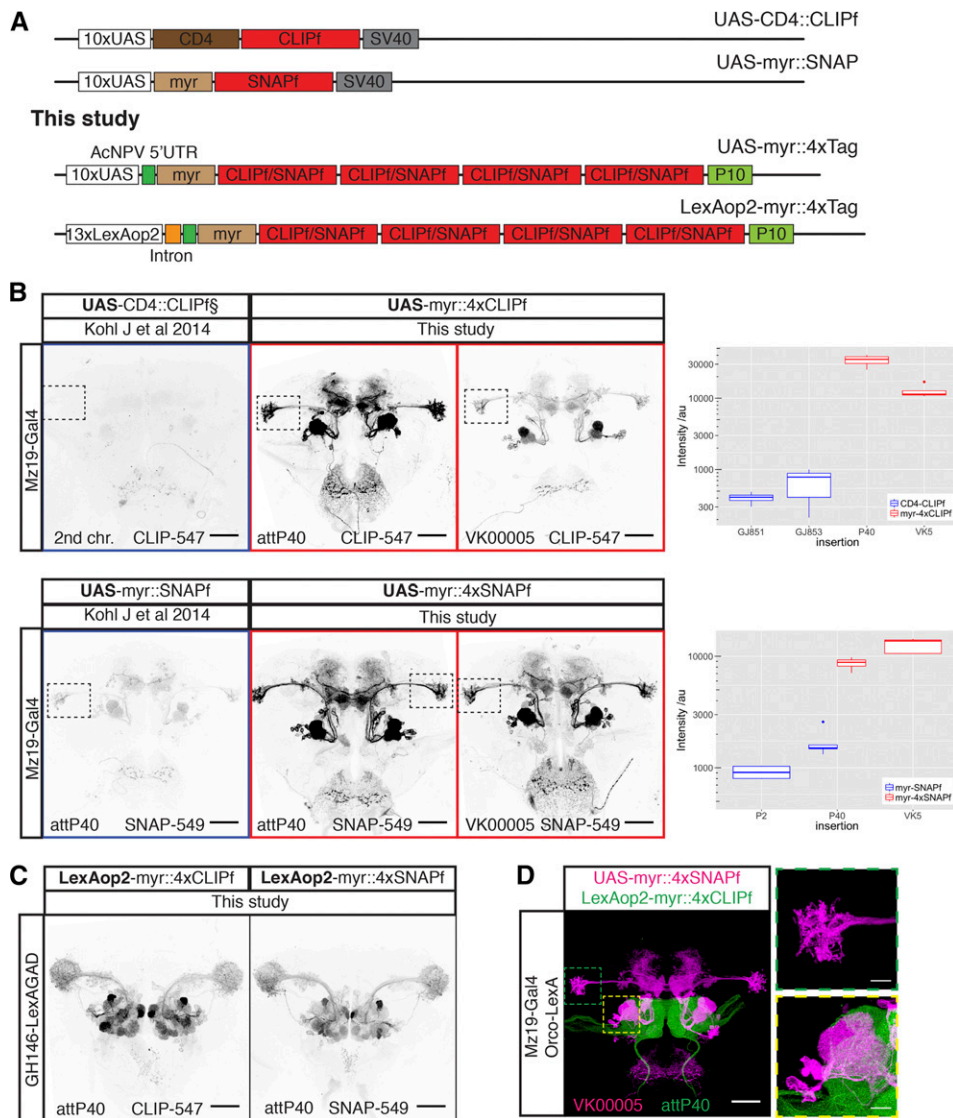 A
UAS-CD4::CLIPf
10xUAS CD4 CLIPf SV40
UAS-myr::SNAP
10xUAS myr SNAPf SV40
This study
AcNPV 5'UTR
UAS-myr::4xTag
10xUAS myr CLIPf/SNAPf CLIPf/SNAPf CLIPf/SNAPf CLIPf/SNAPf P10
LexAop2-myr::4xTag
13xLexAop2 myr CLIPf/SNAPf CLIPf/SNAPf CLIPf/SNAPf CLIPf/SNAPf P10
Intron
B
UAS-CD4::CLIPf§ UAS-myr::4xCLIPf
Kohl J et al 2014 This study
Mz19-Gal4
2nd chr. CLIP-547 attP40 CLIP-547 VK00005 CLIP-547
Intensity /au
30000
10000
3000
1000
300
CD4-CLIPf
myr-4xCLIPf
GJ851 GJ853 P40 VK5
insertion
UAS-myr::SNAPf UAS-myr::4xSNAPf
Kohl J et al 2014 This study
Mz19-Gal4
attP40 SNAP-549 attP40 SNAP-549 VK00005 SNAP-549
Intensity /au
10000
3000
1000
myr-SNAPf
myr-4xSNAPf
P2 P40 VK5
insertion
C
LexAop2-myr::4xCLIPf LexAop2-myr::4xSNAPf
This study
GH146-LexAGAD
attP40 CLIP-547 attP40 SNAP-549
D
UAS-myr::4xSNAPf
LexAop2-myr::4xCLIPf
Mz19-Gal4
Orco-LexA
VK00005 attP40